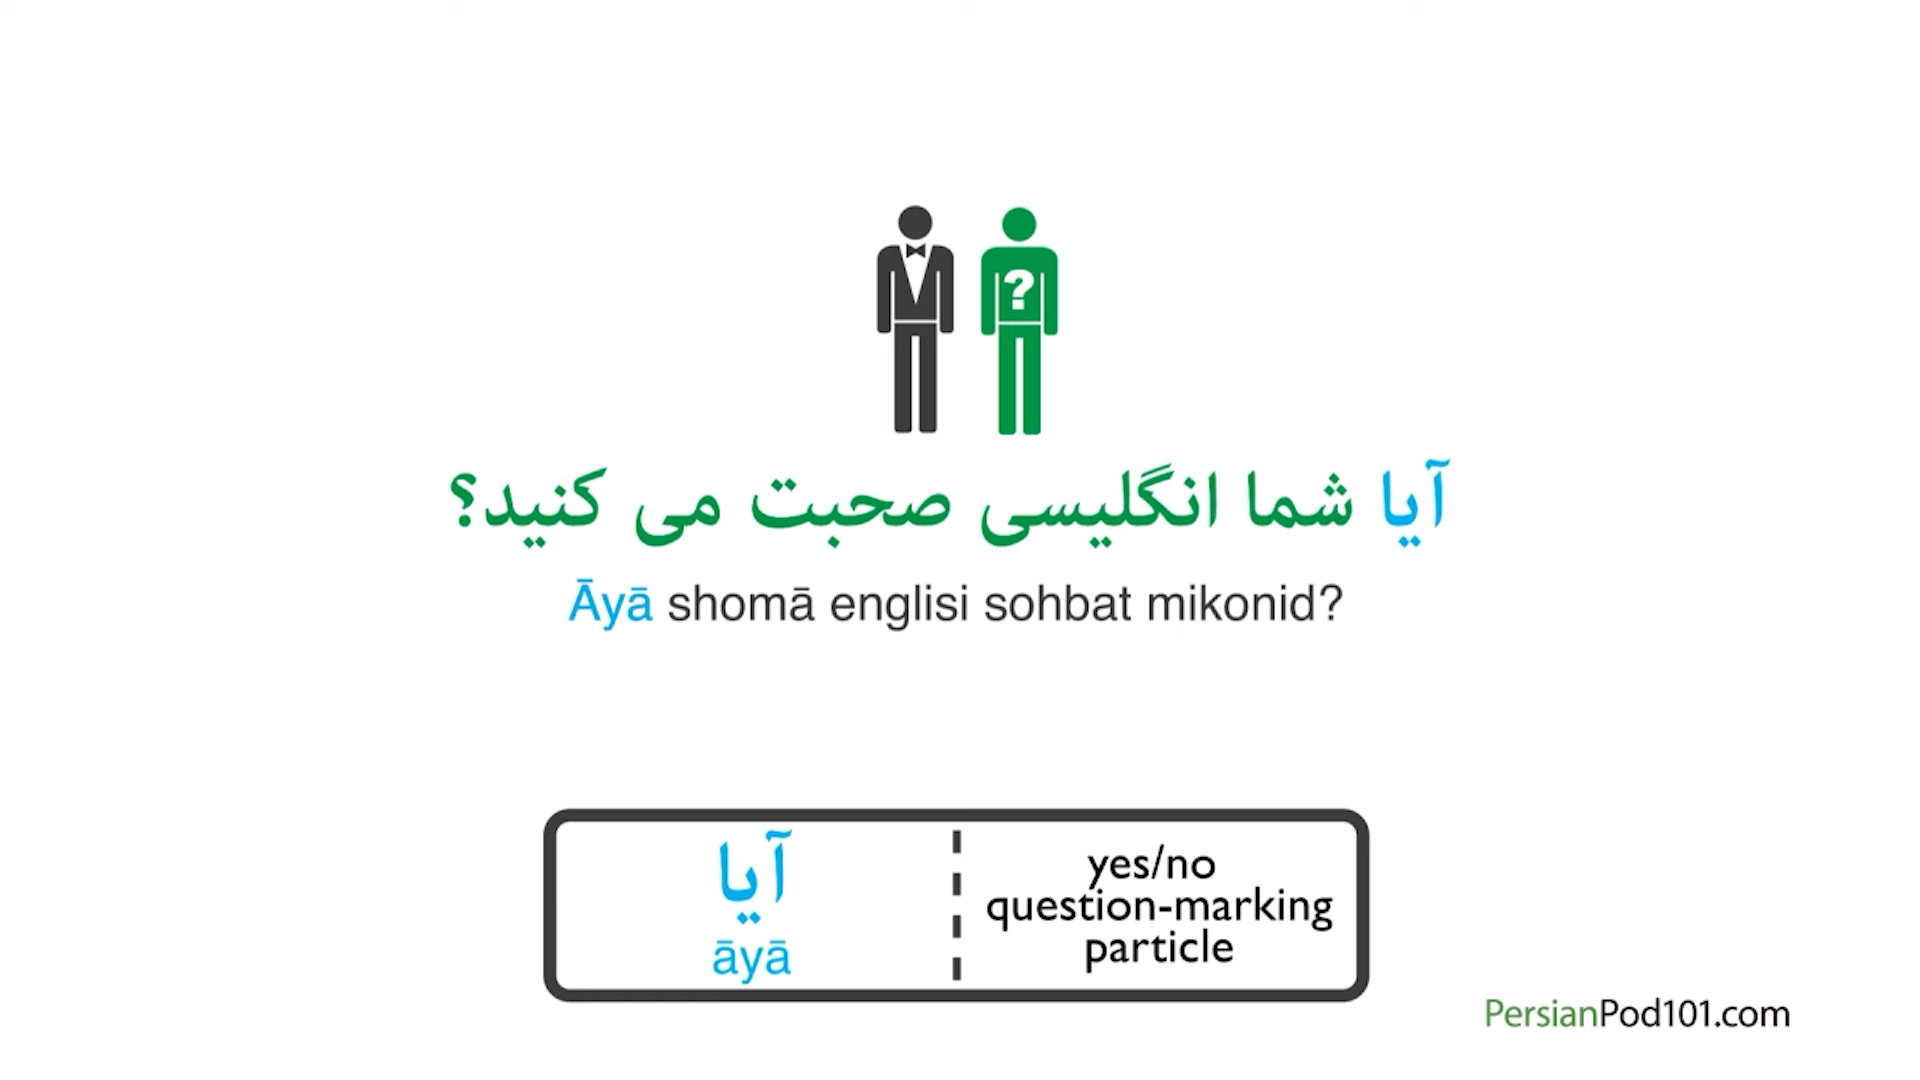 ?
آیا شما انگلیسی صحبت می کنید؟
Āyā shomā englisi sohbat mikonid?
آیا
āyā
yes/no
question-marking
particle
PersianPod101.com